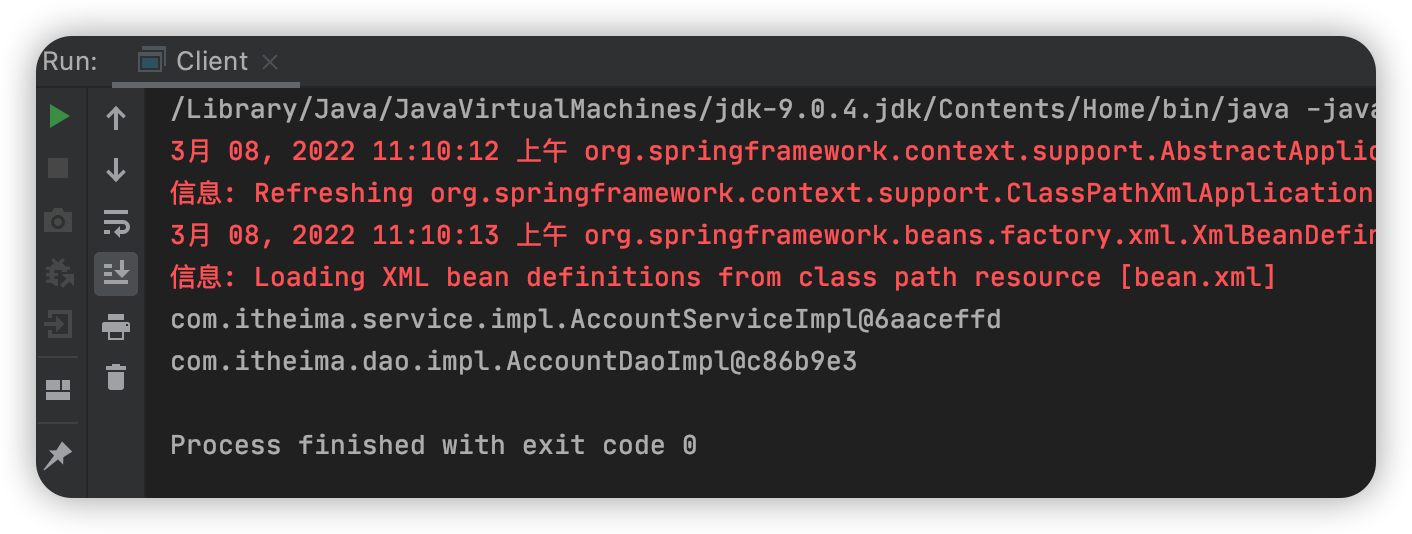 Run: Client
/Library/Java/JavaVirtualMachines/jdk-9.0.4.jdk/Contents/Home/bin/java -java
3月 08, 2022 11:10:12 上午 org.springframework.context.support.AbstractApplic
信息: Refreshing org.springframework.context.support.ClassPathXmlApplication
3月 08, 2022 11:10:13 上午 org.springframework.beans.factory.xml.XmlBeanDefin
信息: Loading XML bean definitions from class path resource [bean.xml]
com.itheima.service.impl.AccountServiceImpl@6aaceffd
com.itheima.dao.impl.AccountDaoImpl@c86b9e3
Process finished with exit code 0